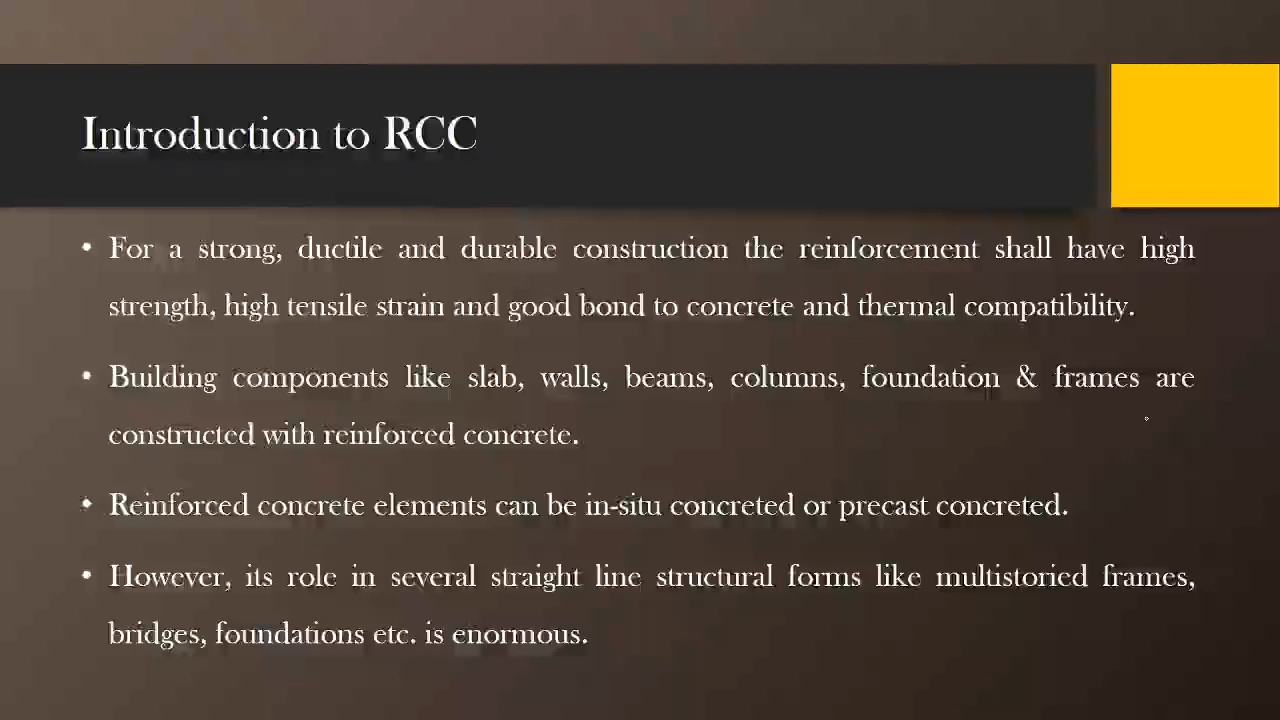 Introduction to RCC
• For a strong, ductile and durable construction the reinforcement shall have high
strength, high tensile strain and good bond to concrete and thermal compatibility.
• Building components like slab, walls, beams, columns, foundation & frames are
constructed with reinforced concrete.
• Reinforced concrete elements can be in-situ concreted or precast concreted.
• However, its role in several straight line structural forms like multistoried frames,
bridges, foundations etc. is enormous.